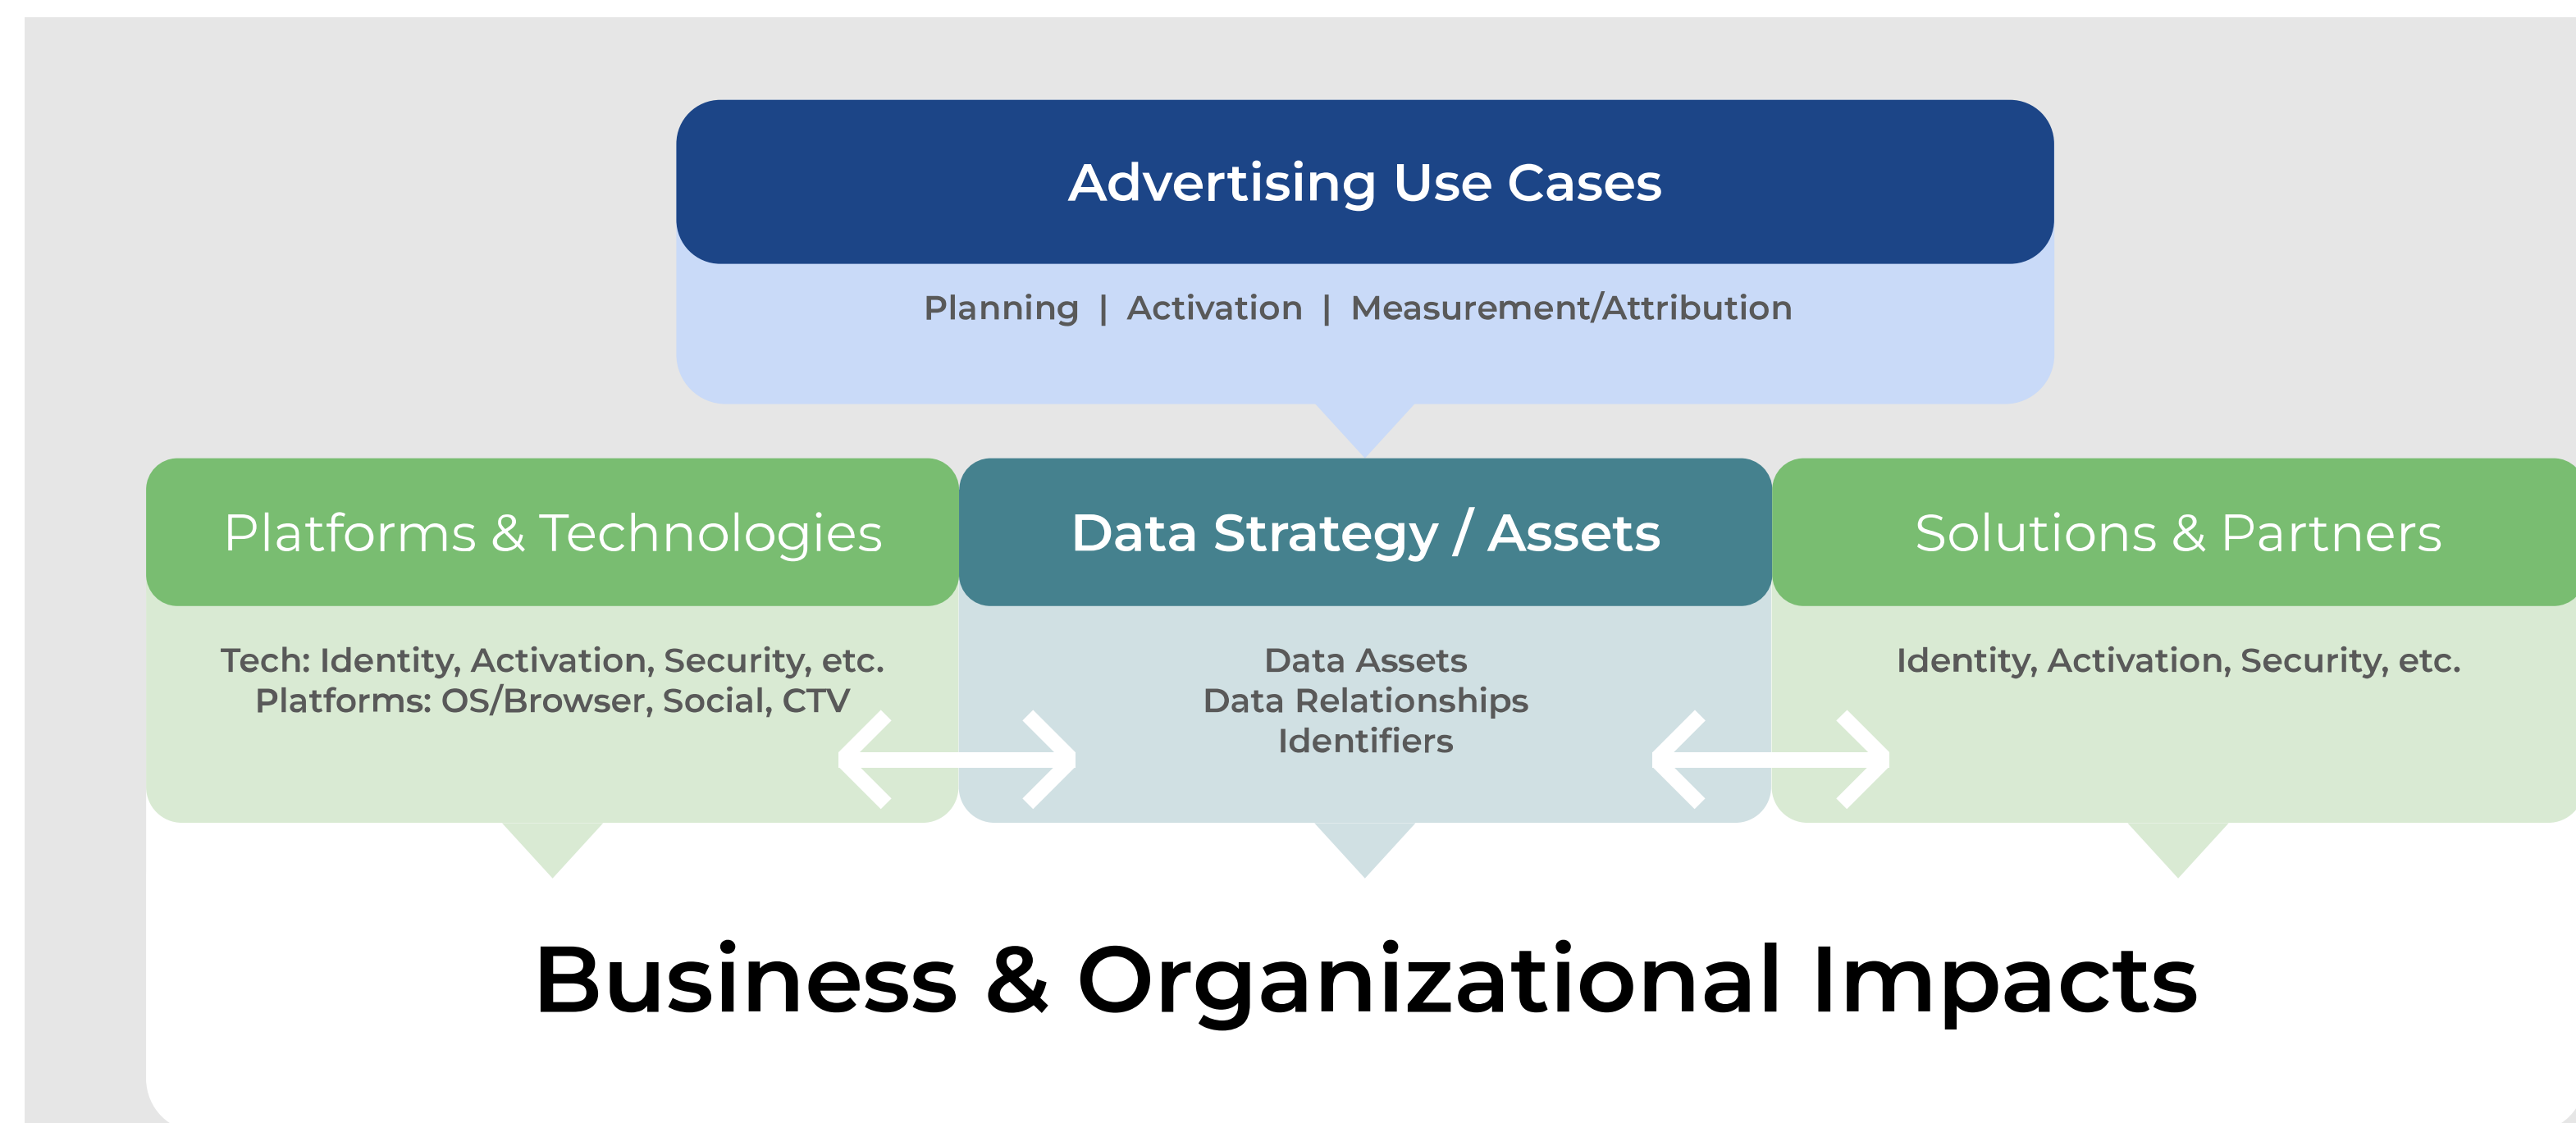 Advertising Use Cases
Planning | Activation | Measurement/Attribution
Platforms & Technologies
Tech: Identity, Activation, Security, etc.
Platforms: OS/Browser, Social, CTV
Data Strategy / Assets
Data Assets
Data Relationships
Identifiers
Solutions & Partners
Identity, Activation, Security, etc.
Business & Organizational Impacts